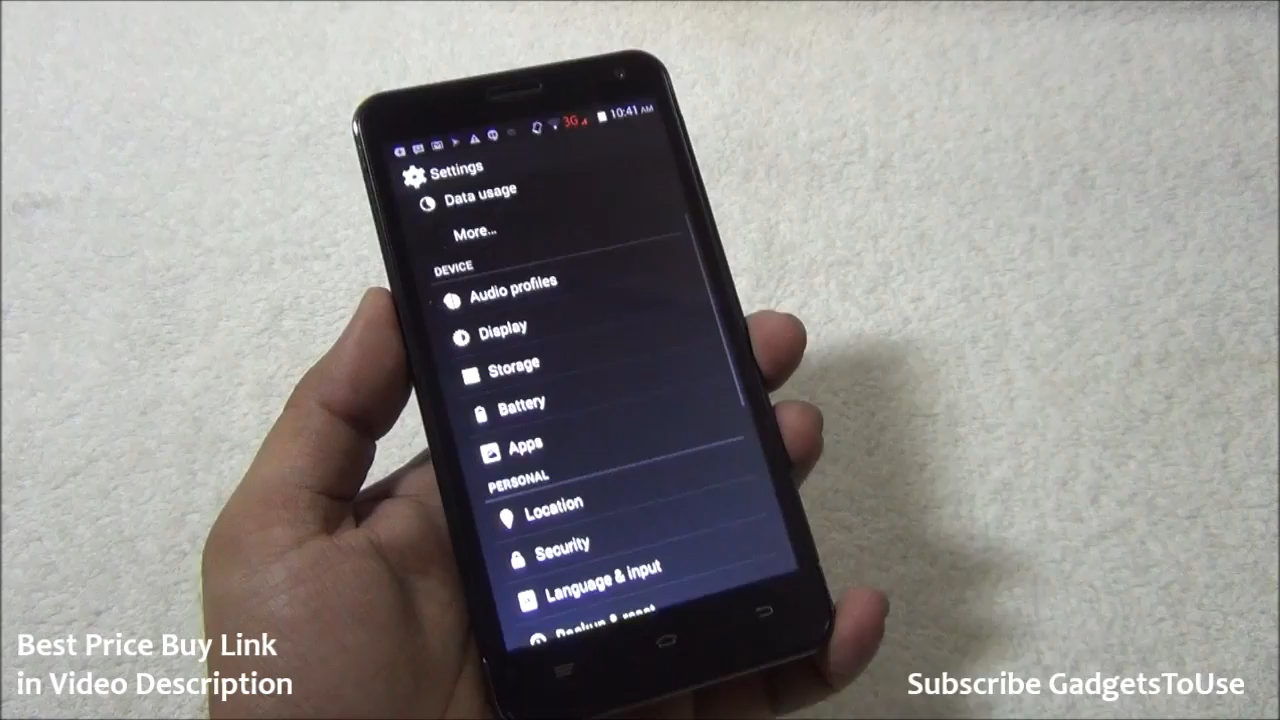 3G 10:41 AM
Settings
Data usage
More...
DEVICE
Audio profiles
Display
Storage
Battery
Apps
PERSONAL
Location
Security
Language & input
Backup & reset
Best Price Buy Link
in Video Description
Subscribe GadgetsToUse